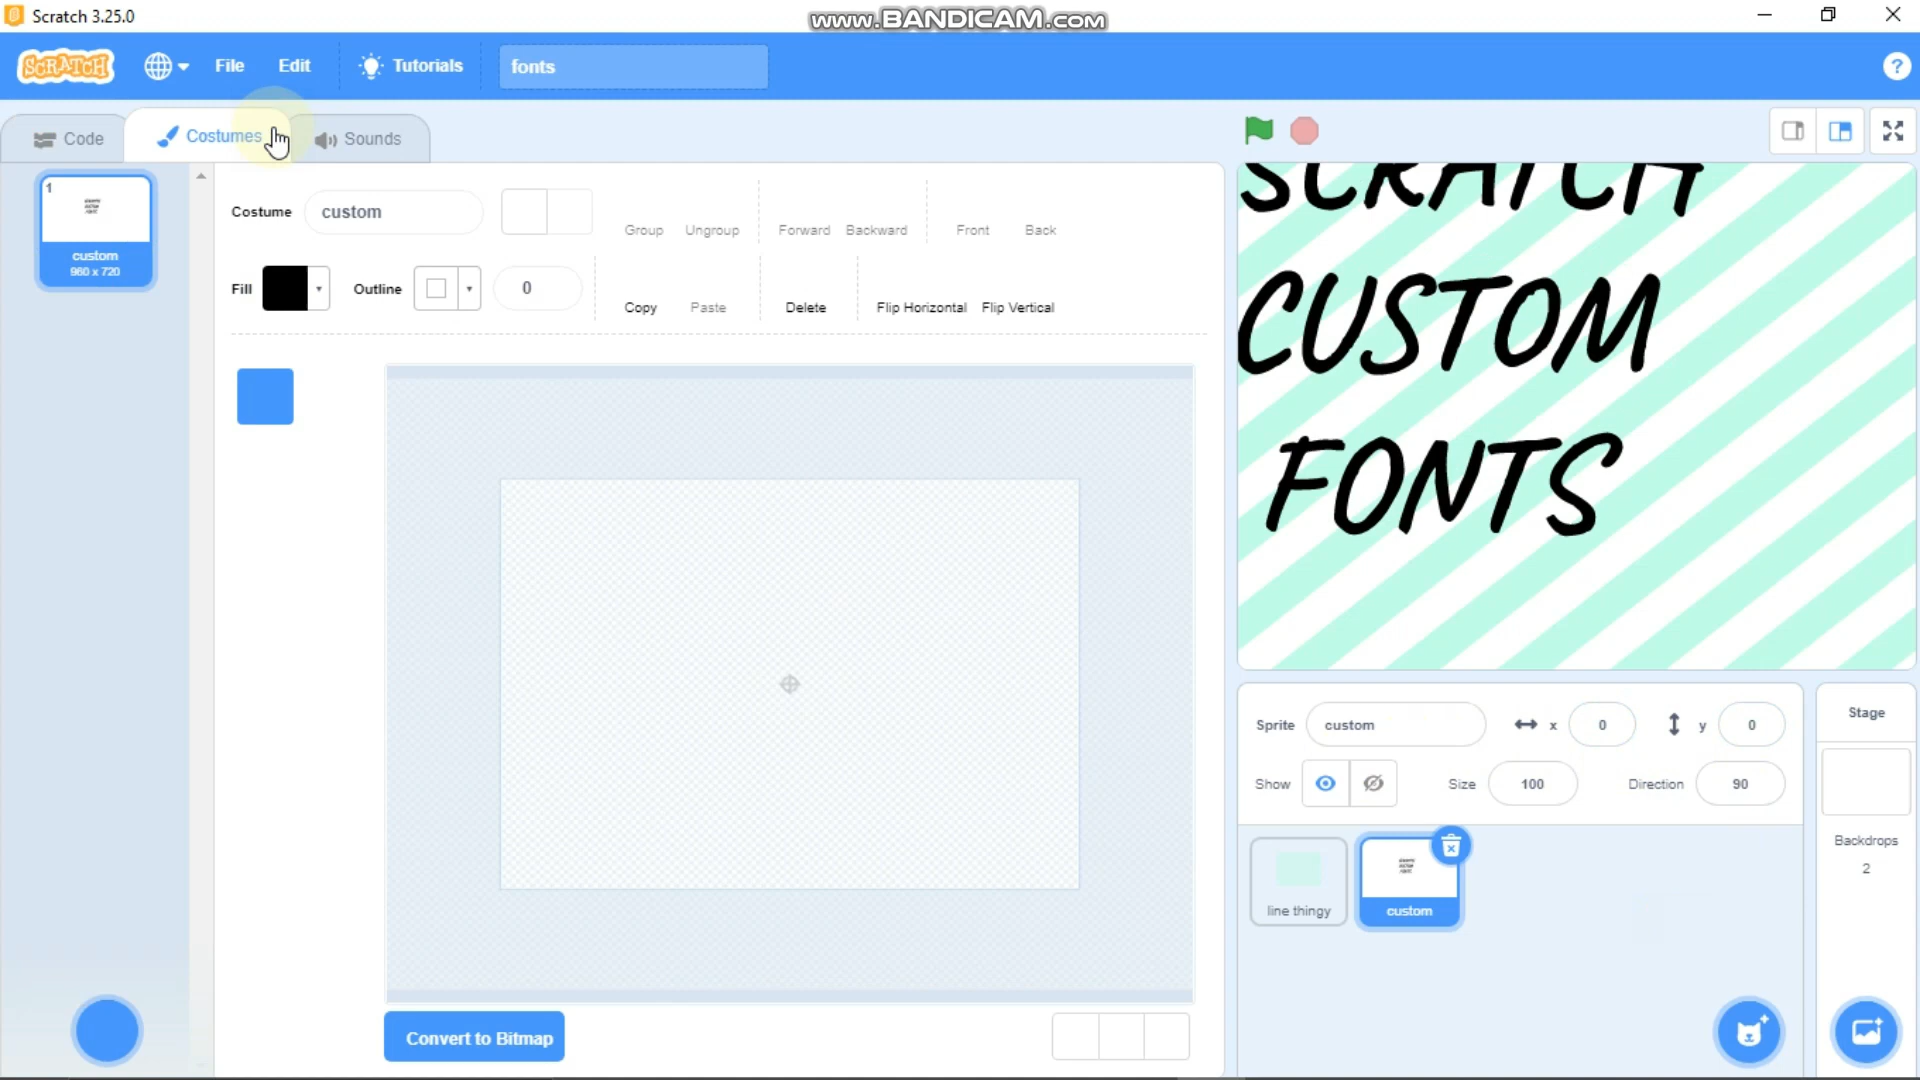 Scratch 3.25.0
www.BANDICAM.com
SCRATCH
File
Edit
Tutorials
fonts
?
Code
Costumes
Sounds
1
custom
960 x 720
Costume
custom
Group
Ungroup
Forward
Backward
Front
Back
Fill
Outline
0
Copy
Paste
Delete
Flip Horizontal
Flip Vertical
Convert to Bitmap
SCRATCH
CUSTOM
FONTS
Sprite
custom
x
0
y
0
Show
Size
100
Direction
90
line thingy
custom
Stage
Backdrops
2